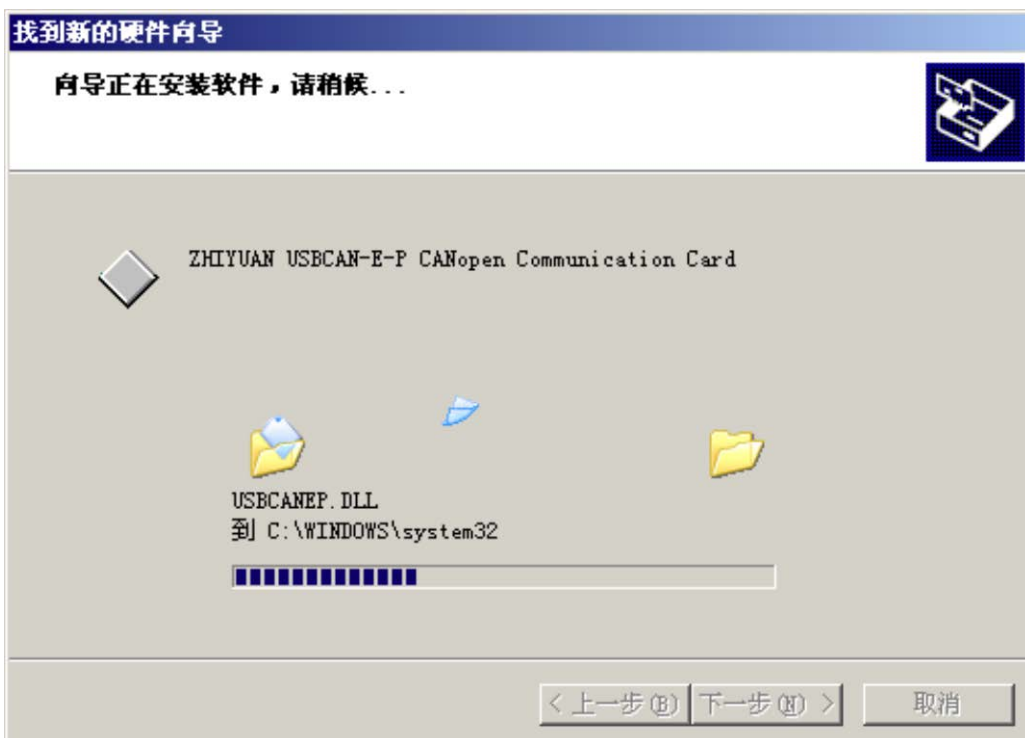 找到新的硬件向导
向导正在安装软件，请稍候...
ZHIYUAN USBCAN-E-P CANopen Communication Card
USBCANEP.DLL
到 C:\WINDOWS\system32
< 上一步(B) 下一步(N) > 取消